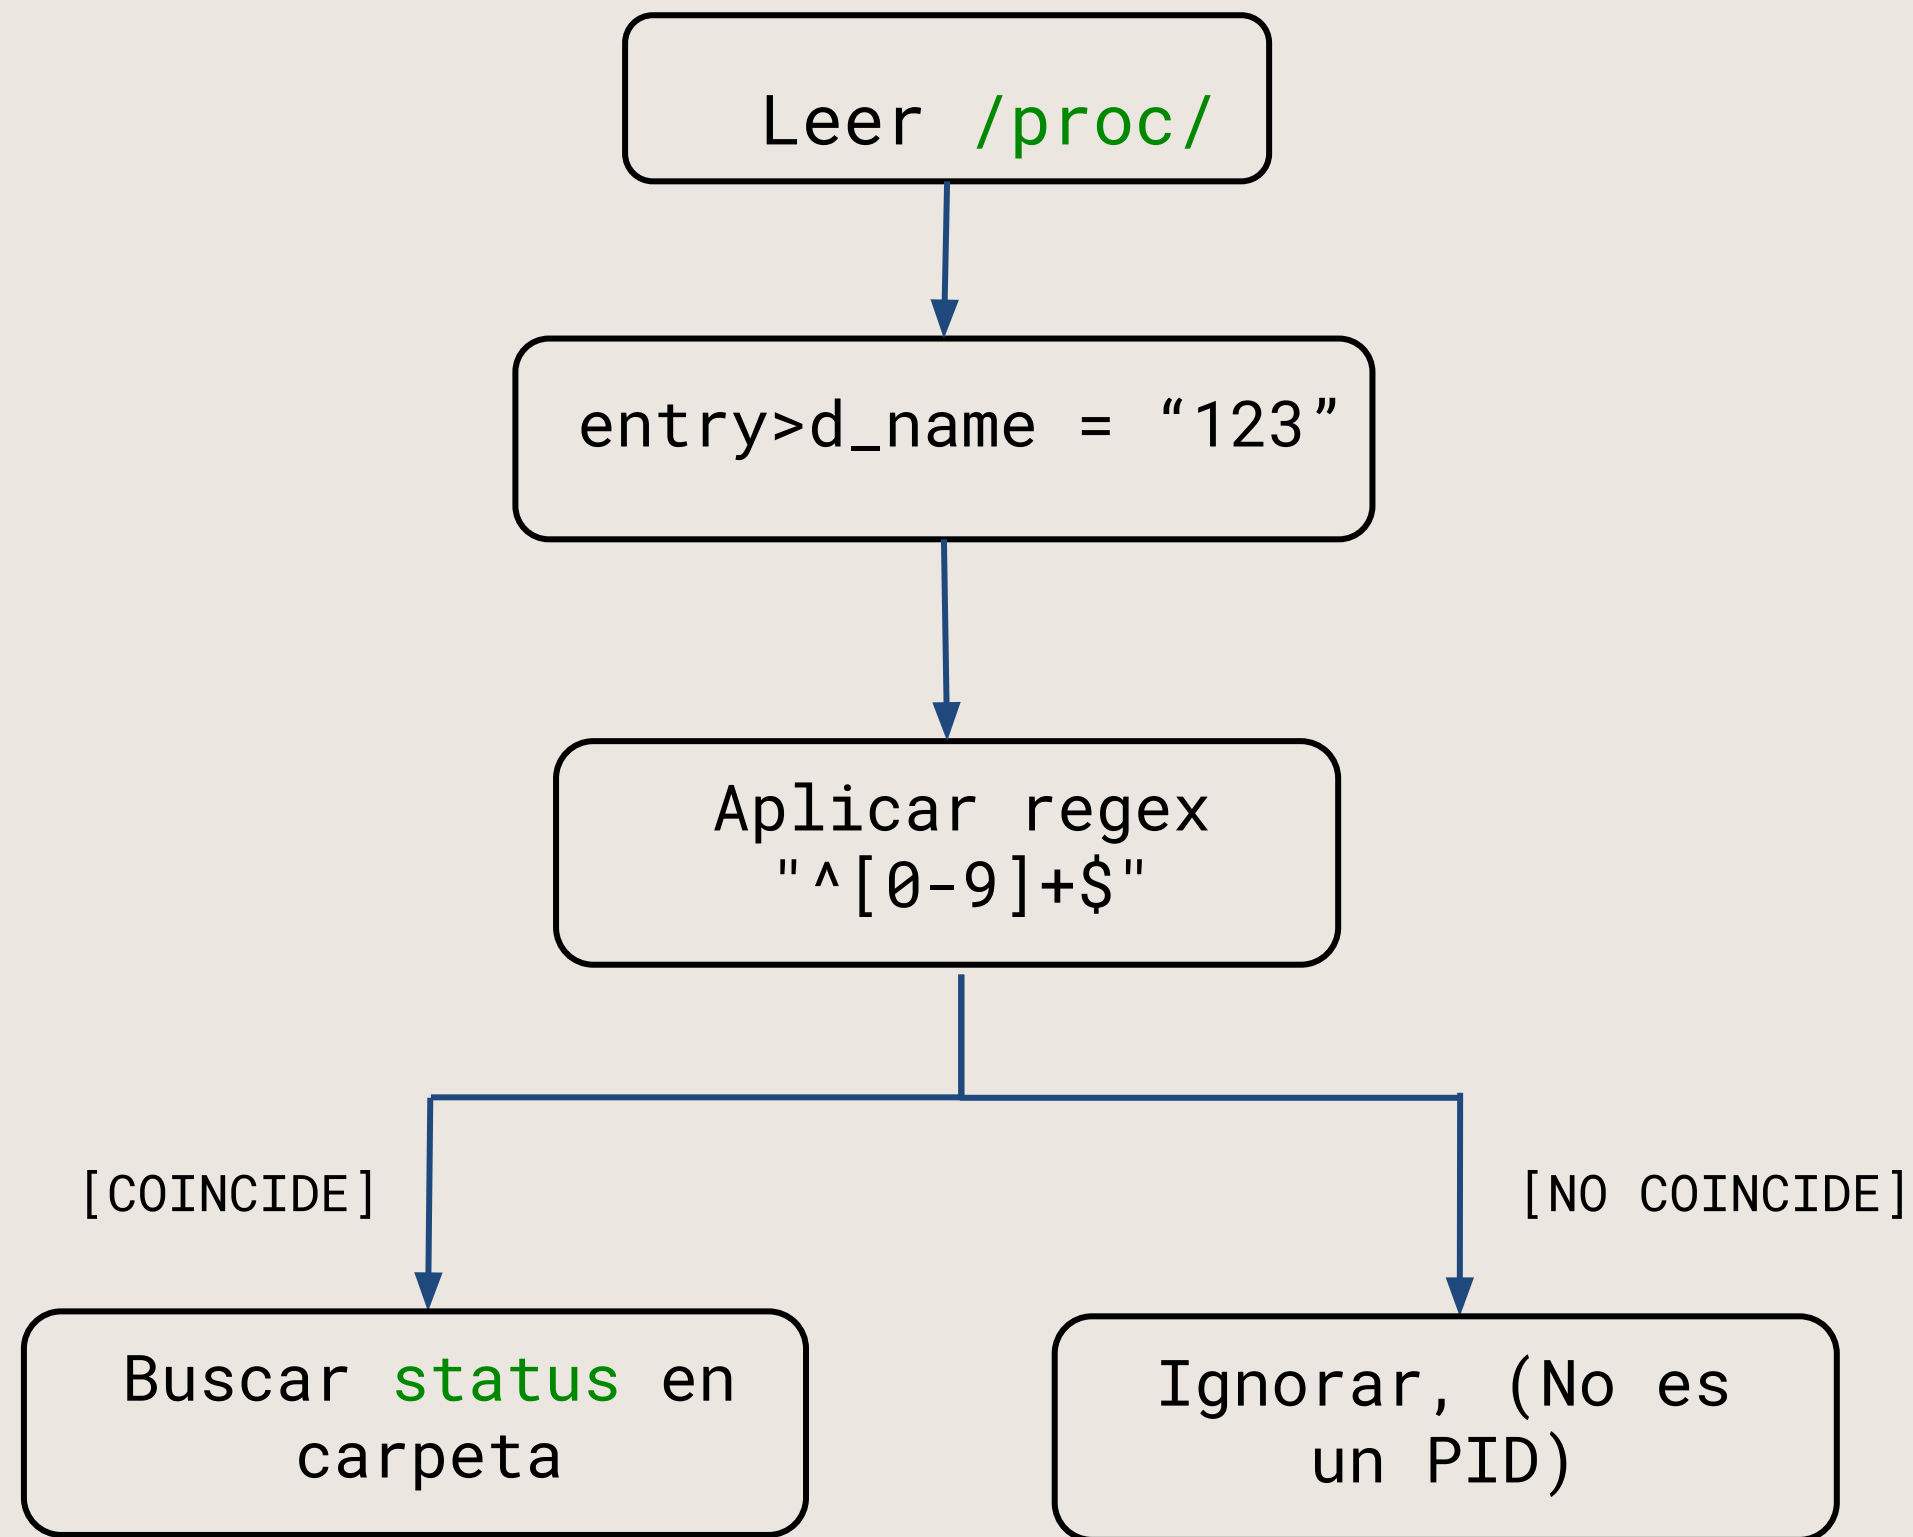 Leer /proc/
entry>d_name = “123”
Aplicar regex
"^[0-9]+$"
[COINCIDE]
[NO COINCIDE]
Buscar status en
carpeta
Ignorar, (No es
un PID)